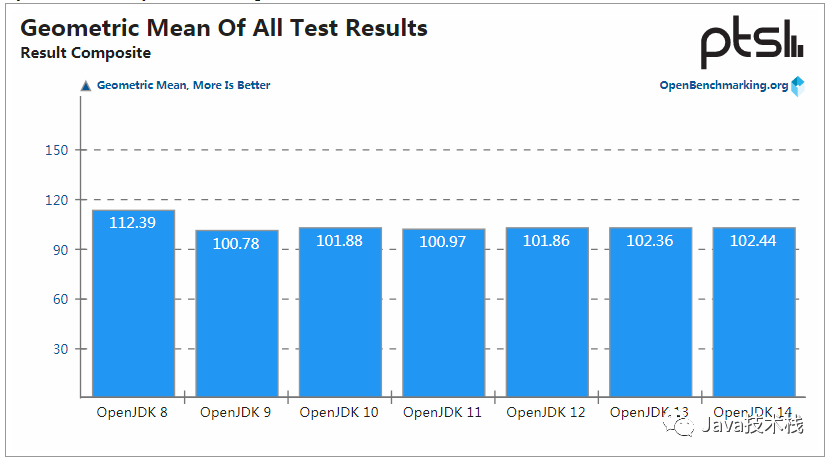 Geometric Mean Of All Test Results
Result Composite
ptsl
Geometric Mean, More Is Better
OpenBenchmarking.org
150
120
90
60
30
112.39
100.78
101.88
100.97
101.86
102.36
102.44
OpenJDK 8
OpenJDK 9
OpenJDK 10
OpenJDK 11
OpenJDK 12
OpenJDK 13
OpenJDK 14
Java技术栈